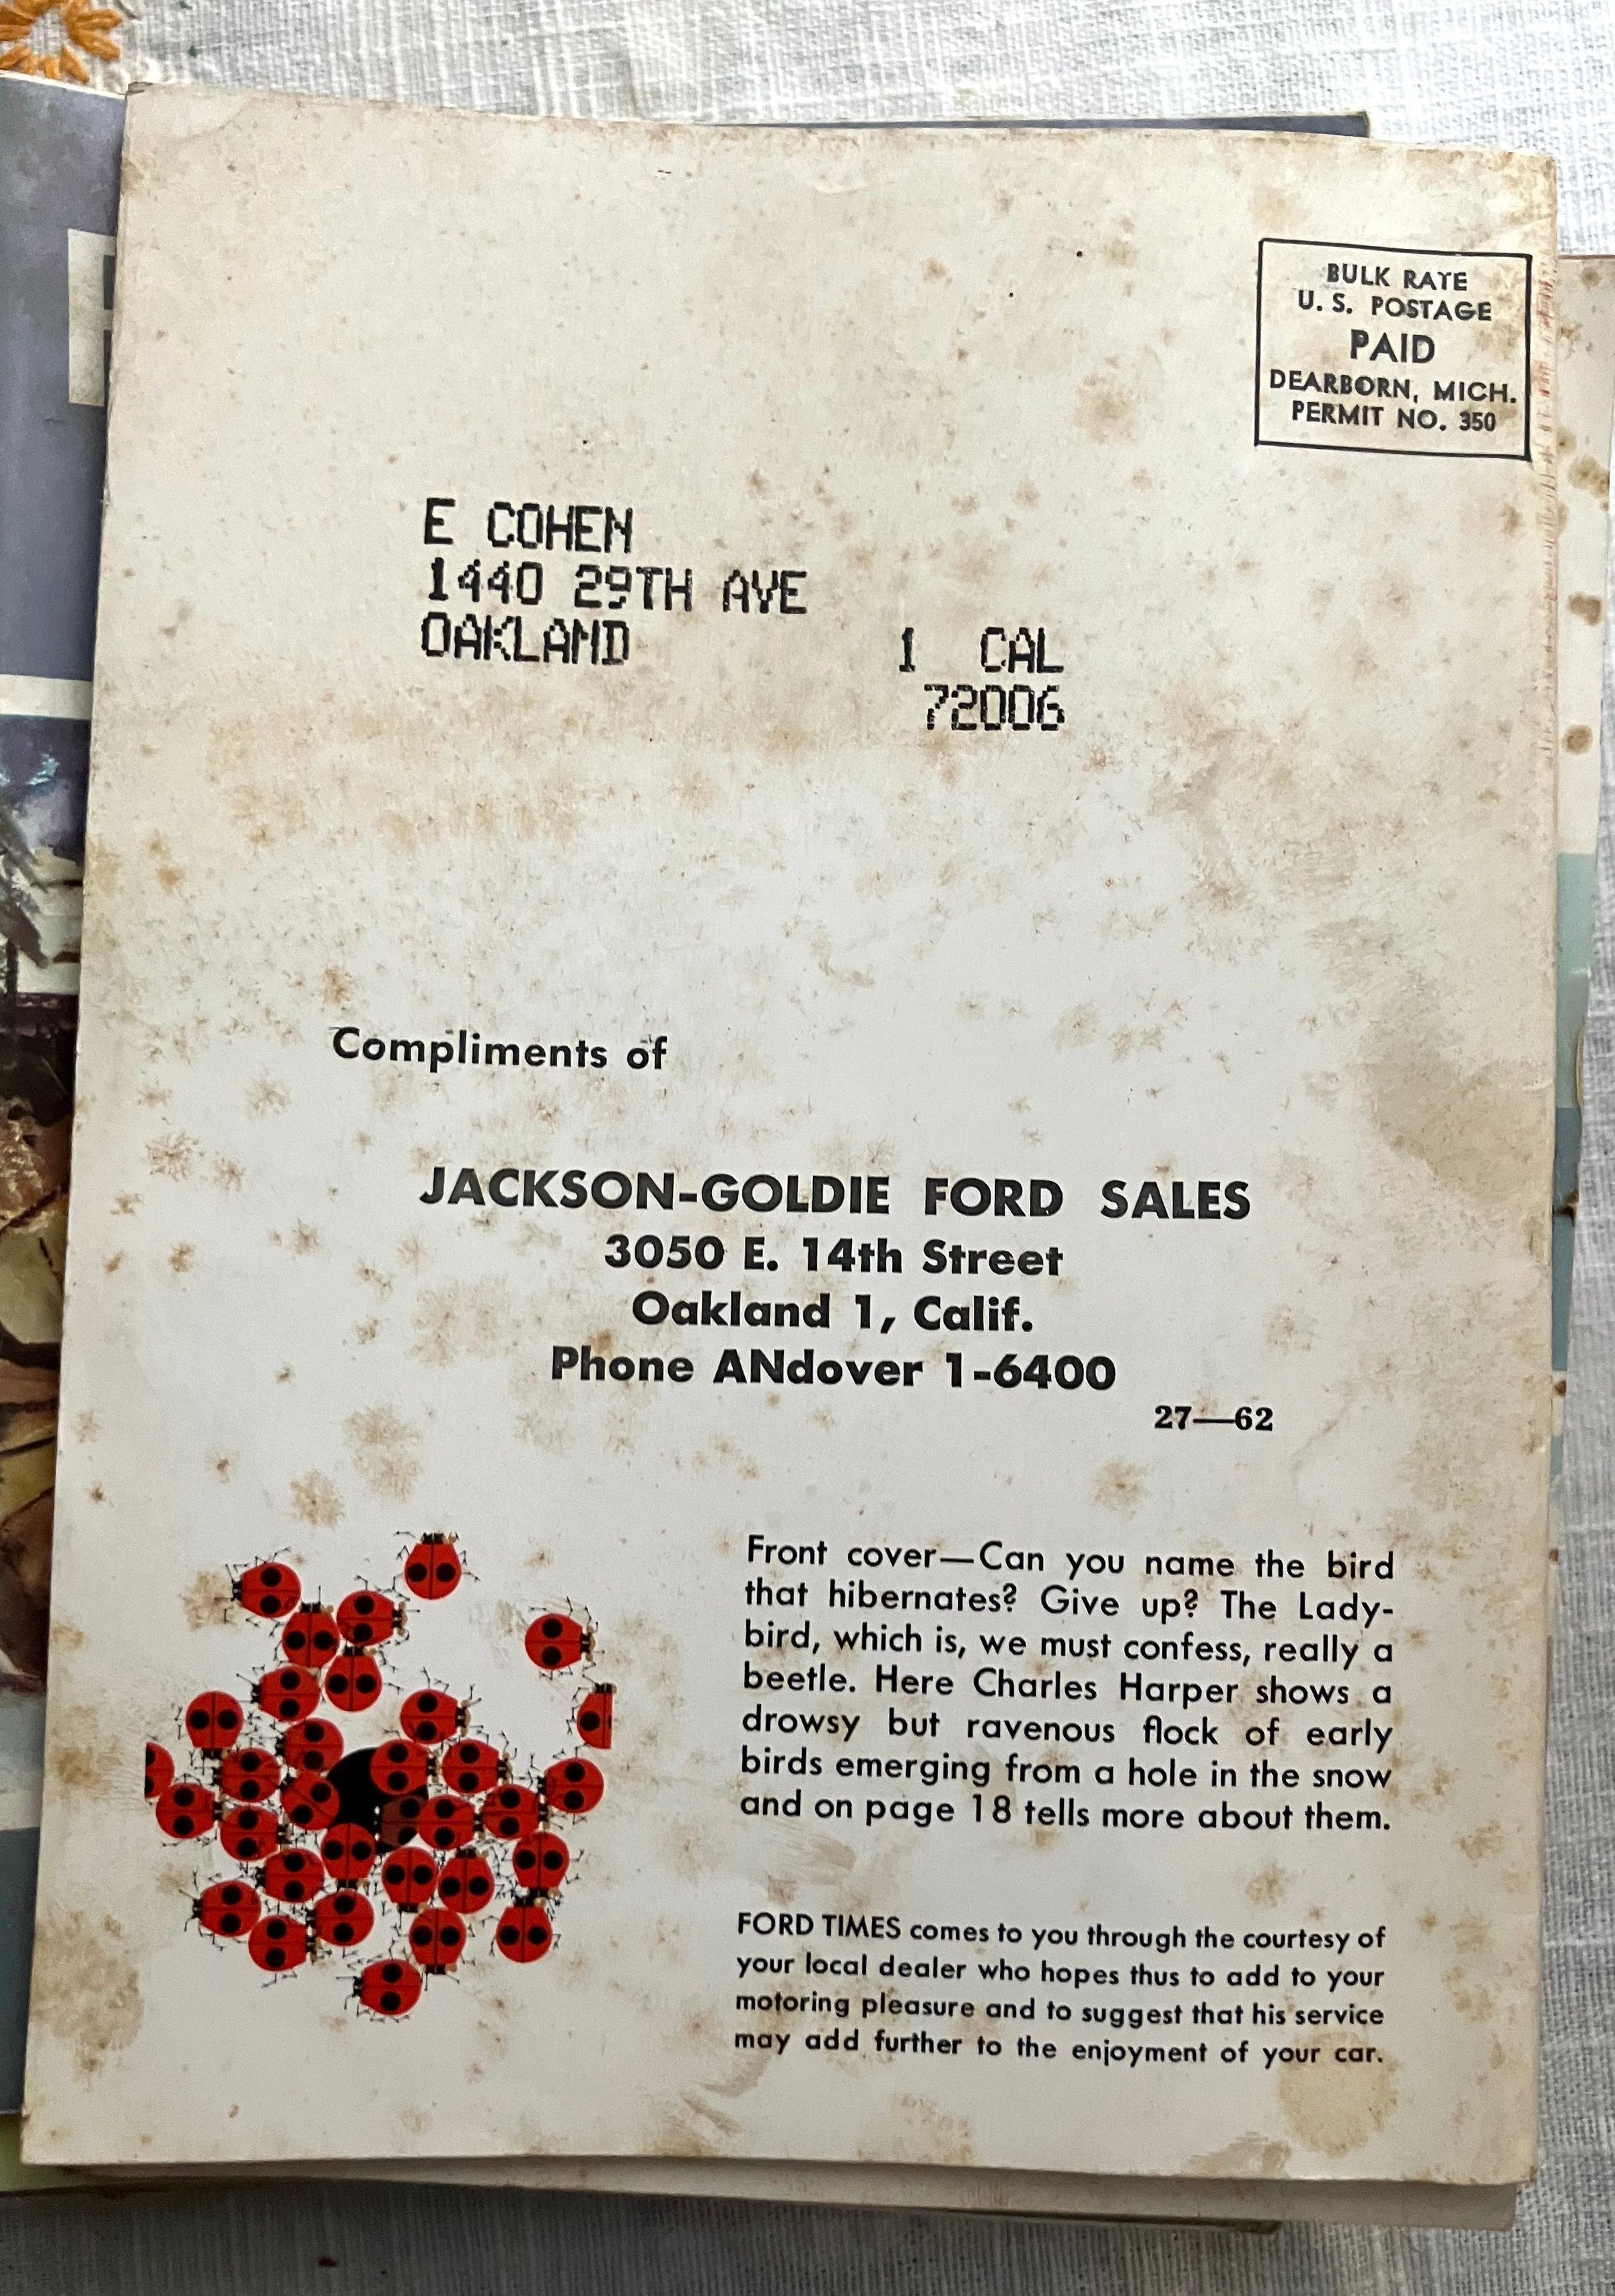 BULK RATE
U. S. POSTAGE
PAID
DEARBORN, MICH.
PERMIT NO. 350
E COHEN
1440 29TH AVE
OAKLAND 1 CAL
72006
Compliments of
JACKSON-GOLDIE FORD SALES
3050 E. 14th Street
Oakland 1, Calif.
Phone ANdover 1-6400
27—62
Front cover—Can you name the bird
that hibernates? Give up? The Lady-
bird, which is, we must confess, really a
beetle. Here Charles Harper shows a
drowsy but ravenous flock of early
birds emerging from a hole in the snow
and on page 18 tells more about them.
FORD TIMES comes to you through the courtesy of
your local dealer who hopes thus to add to your
motoring pleasure and to suggest that his service
may add further to the enjoyment of your car.